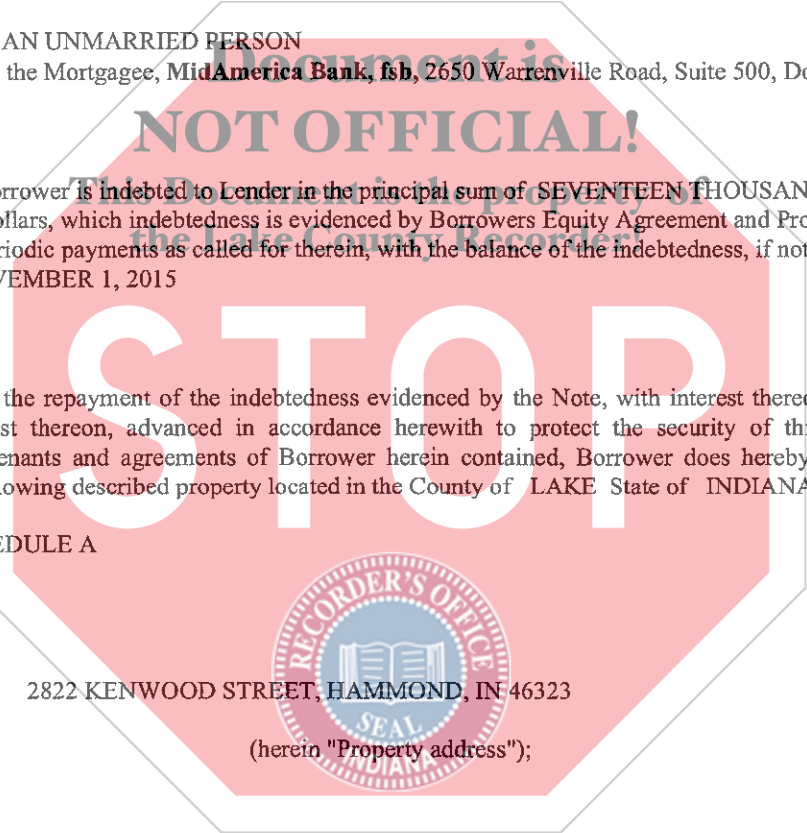 AN UNMARRIED PERSON
Document is
the Mortgagee, MidAmerica Bank, fsb, 2650 Warrenville Road, Suite 500, Do
NOT OFFICIAL!
orrower is indebted to Lender in the principal sum of SEVENTEEN THOUSAN
This Document is the property of
ollars, which indebtedness is evidenced by Borrowers Equity Agreement and Pro
the Lake County Recorder!
riodic payments as called for therein, with the balance of the indebtedness, if not
VEMBER 1, 2015
STOP
the repayment of the indebtedness evidenced by the Note, with interest thereo
st thereon, advanced in accordance herewith to protect the security of thi
enants and agreements of Borrower herein contained, Borrower does hereby
lowing described property located in the County of LAKE State of INDIANA
EDULE A
RECORDER'S OFFICE
2822 KENWOOD STREET, HAMMOND, IN 46323
SEAL
(herein "Property address");
INDIANA